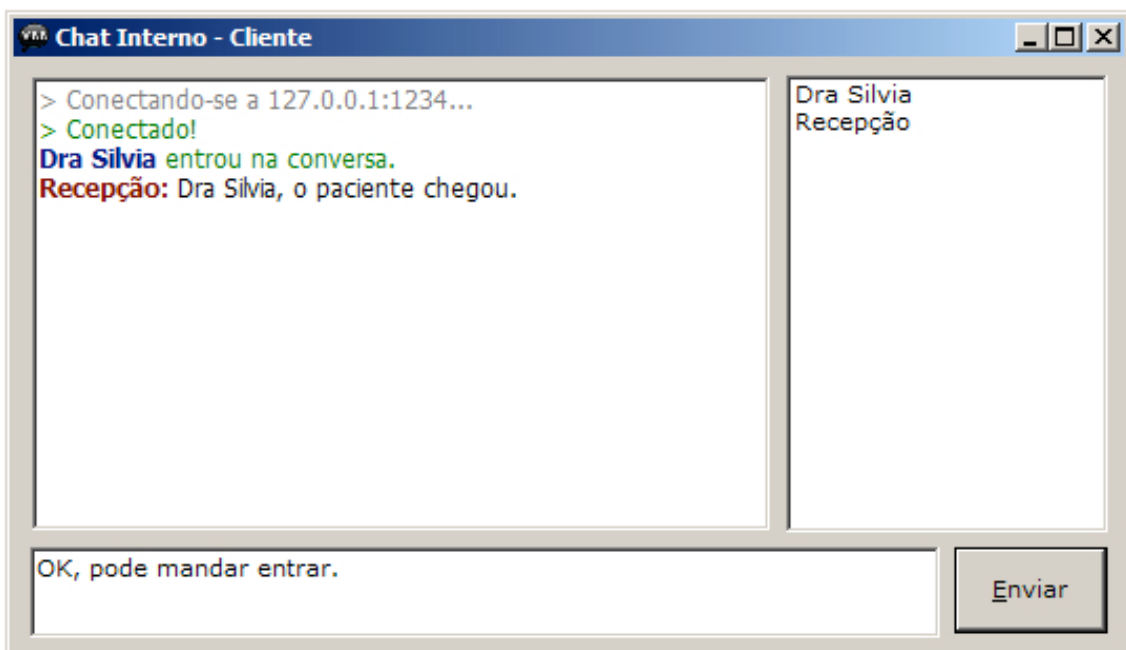 Chat Interno - Cliente
> Conectando-se a 127.0.0.1:1234...
> Conectado!
Dra Silvia entrou na conversa.
Recepção: Dra Silvia, o paciente chegou.
Dra Silvia
Recepção
OK, pode mandar entrar.
Enviar